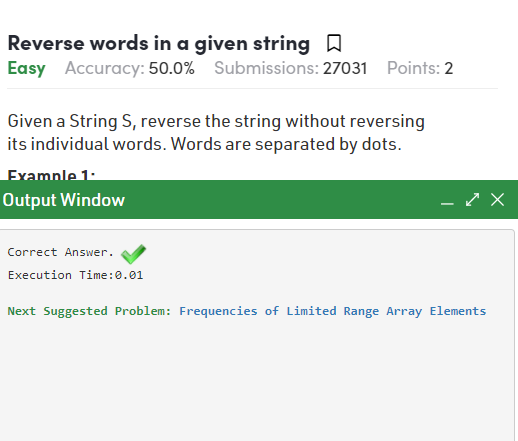 Reverse words in a given string
Easy Accuracy: 50.0% Submissions: 27031 Points: 2
Given a String S, reverse the string without reversing
its individual words. Words are separated by dots.
Example 1:
Output Window
Correct Answer.
Execution Time:0.01
Next Suggested Problem: Frequencies of Limited Range Array Elements